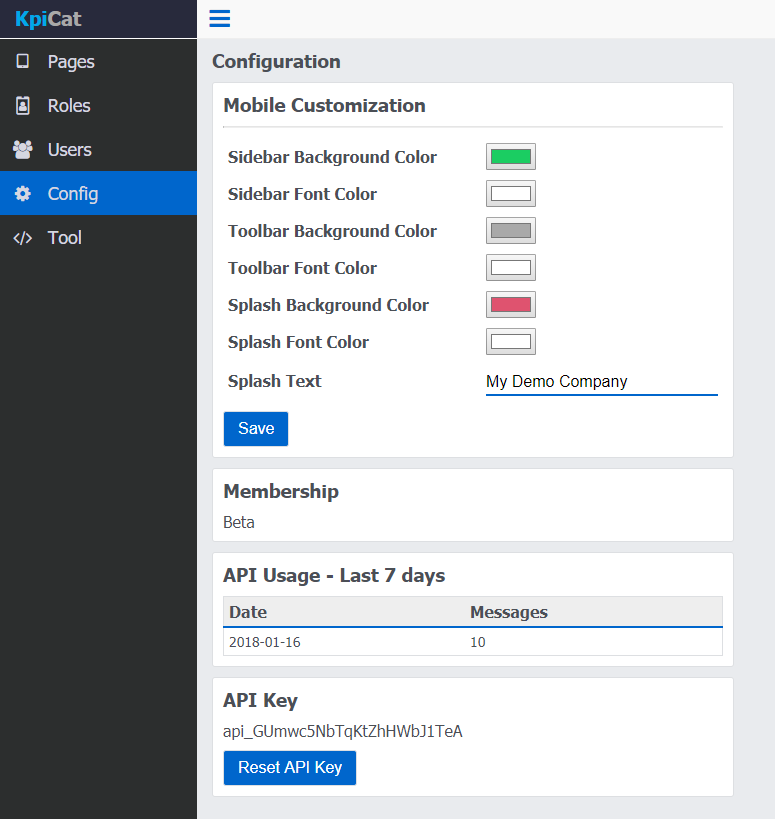 KpiCat
Pages
Roles
Users
Config
Tool
Configuration
Mobile Customization
Sidebar Background Color
Sidebar Font Color
Toolbar Background Color
Toolbar Font Color
Splash Background Color
Splash Font Color
Splash Text My Demo Company
Save
Membership
Beta
API Usage - Last 7 days
Date Messages
2018-01-16 10
API Key
api_GUmwc5NbTqKtZhHWbJ1TeA
Reset API Key